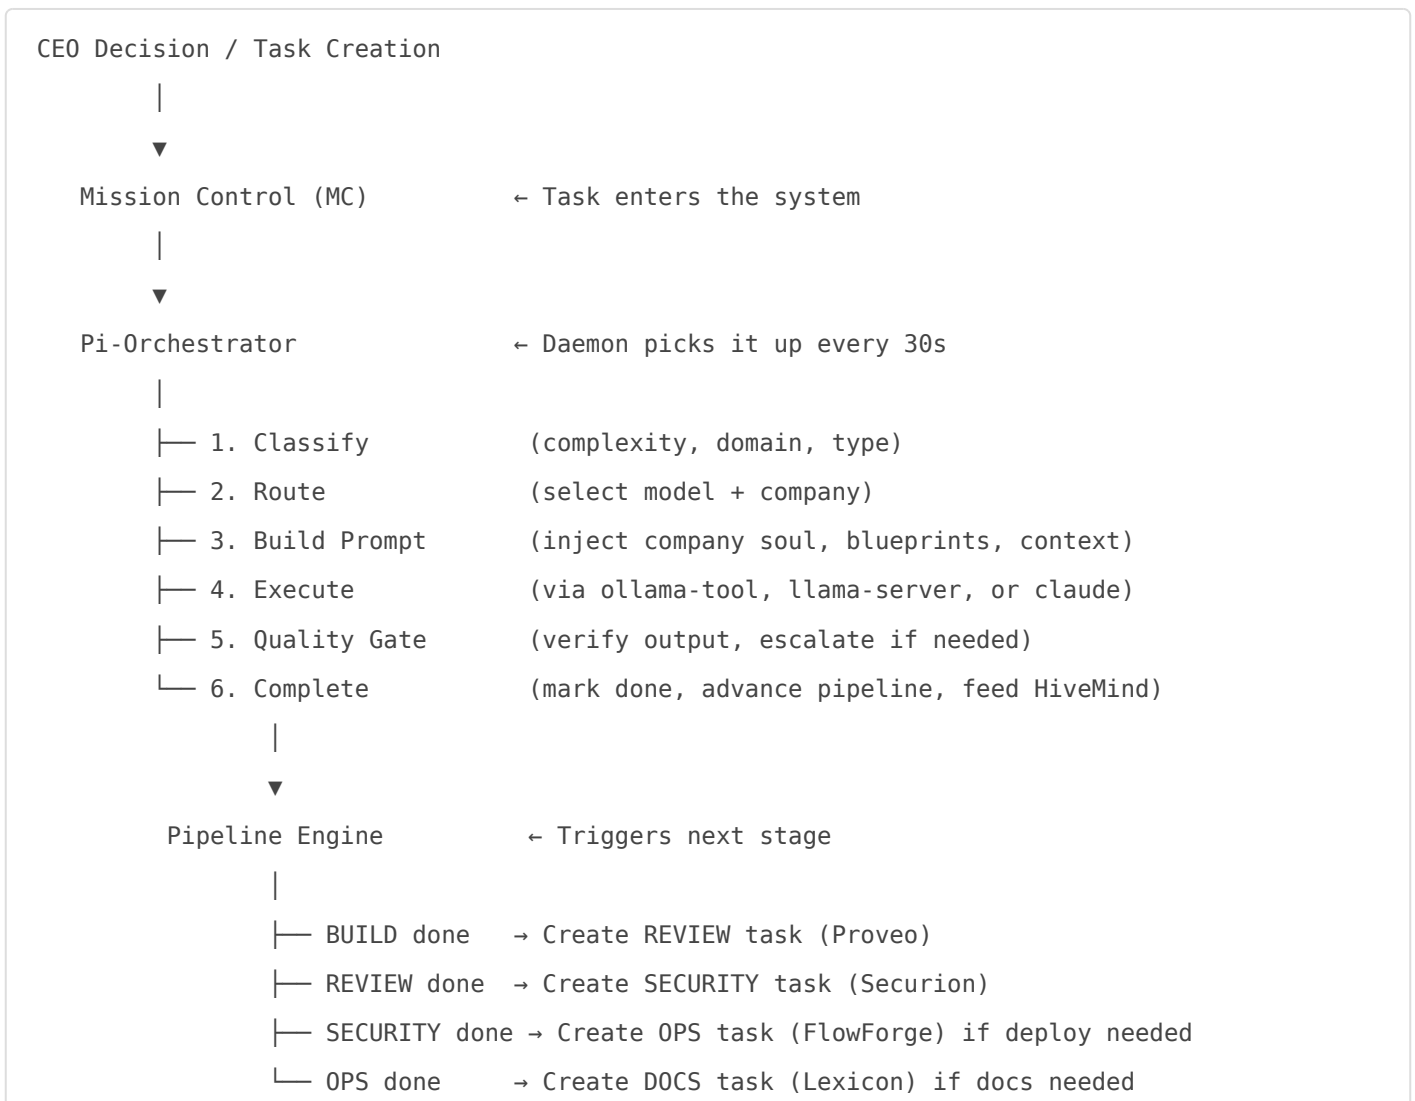 CEO Decision / Task Creation
│
▼
Mission Control (MC) ← Task enters the system
│
▼
Pi-Orchestrator ← Daemon picks it up every 30s
│
├── 1. Classify (complexity, domain, type)
├── 2. Route (select model + company)
├── 3. Build Prompt (inject company soul, blueprints, context)
├── 4. Execute (via ollama-tool, llama-server, or claude)
├── 5. Quality Gate (verify output, escalate if needed)
└── 6. Complete (mark done, advance pipeline, feed HiveMind)
│
▼
Pipeline Engine ← Triggers next stage
│
├── BUILD done → Create REVIEW task (Proveo)
├── REVIEW done → Create SECURITY task (Securion)
├── SECURITY done → Create OPS task (FlowForge) if deploy needed
└── OPS done → Create DOCS task (Lexicon) if docs needed